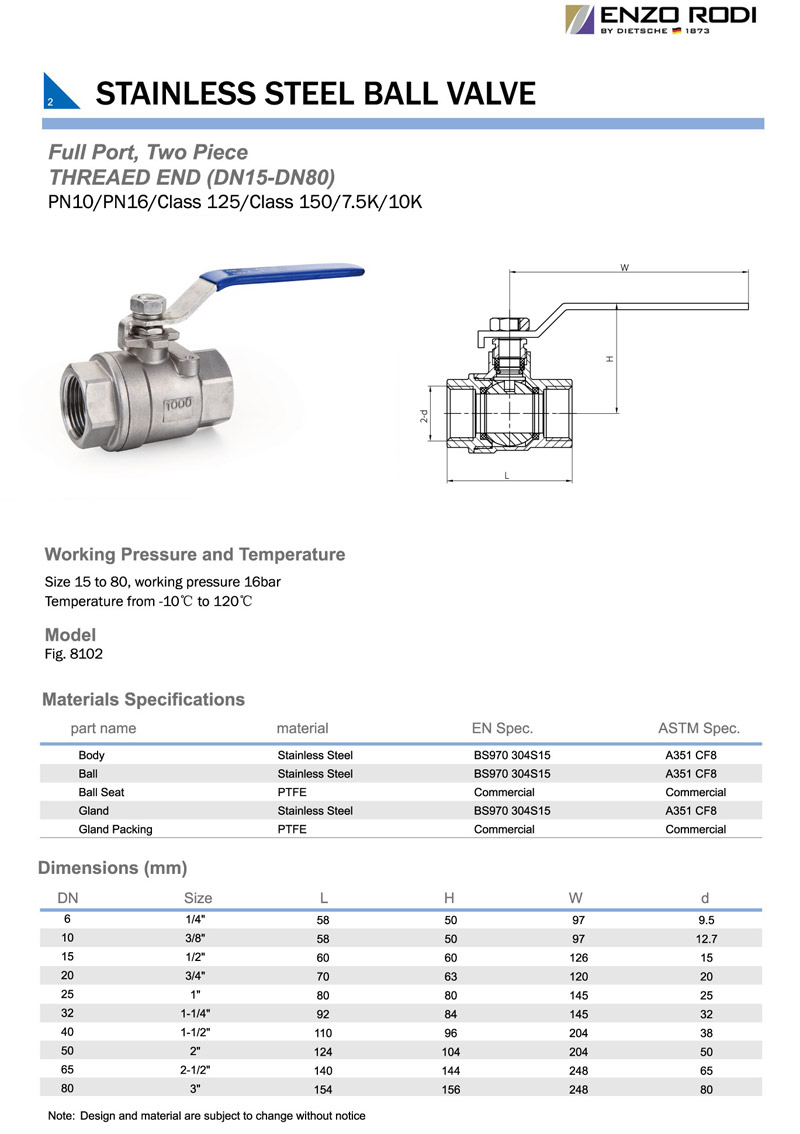 ENZO RODI
BY DIETSCHE 1873
2
STAINLESS STEEL BALL VALVE
Full Port, Two Piece
THREAED END (DN15-DN80)
PN10/PN16/Class 125/Class 150/7.5K/10K
1000
W
H
2-d
L
Working Pressure and Temperature
Size 15 to 80, working pressure 16bar
Temperature from -10℃ to 120℃
Model
Fig. 8102
Materials Specifications
part name material EN Spec. ASTM Spec.
Body Stainless Steel BS970 304S15 A351 CF8
Ball Stainless Steel BS970 304S15 A351 CF8
Ball Seat PTFE Commercial Commercial
Gland Stainless Steel BS970 304S15 A351 CF8
Gland Packing PTFE Commercial Commercial
Dimensions (mm)
DN Size L H W d
6 1/4" 58 50 97 9.5
10 3/8" 58 50 97 12.7
15 1/2" 60 60 126 15
20 3/4" 70 63 120 20
25 1" 80 80 145 25
32 1-1/4" 92 84 145 32
40 1-1/2" 110 96 204 38
50 2" 124 104 204 50
65 2-1/2" 140 144 248 65
80 3" 154 156 248 80
Note: Design and material are subject to change without notice